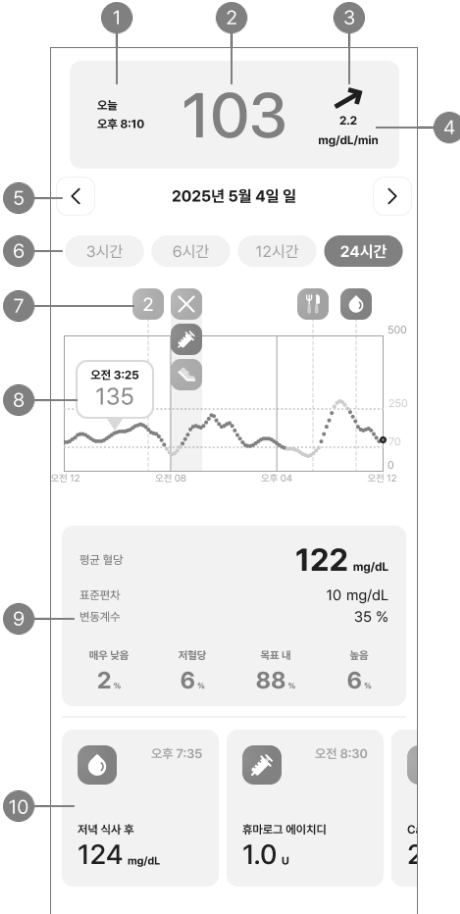 1
2
3
오늘
오후 8:10
103
2.2
mg/dL/min
4
5
2025년 5월 4일 일
6
3시간
6시간
12시간
24시간
7
2
500
8
오전 3:25
135
250
70
0
오전 12
오전 08
오후 04
오전 12
평균 혈당
122 mg/dL
표준편차
10 mg/dL
9
변동계수
35 %
매우 낮음
저혈당
목표 내
높음
2 %
6 %
88 %
6 %
오후 7:35
오전 8:30
10
저녁 식사 후
124 mg/dL
휴마로그 에이치디
1.0 U